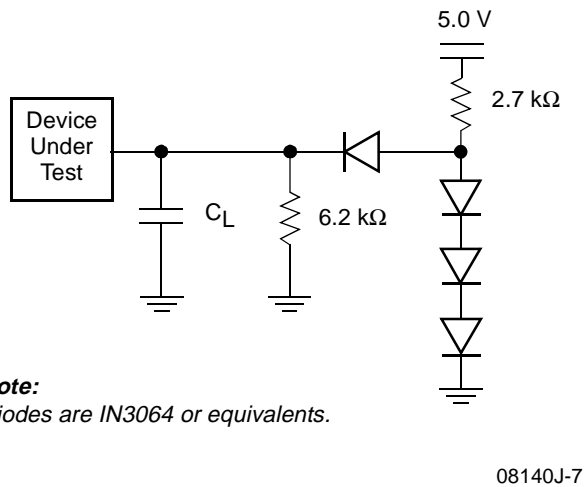 5.0 V
2.7 kΩ
Device
Under
Test
CL
6.2 kΩ
ote:
iodes are IN3064 or equivalents.
08140J-7